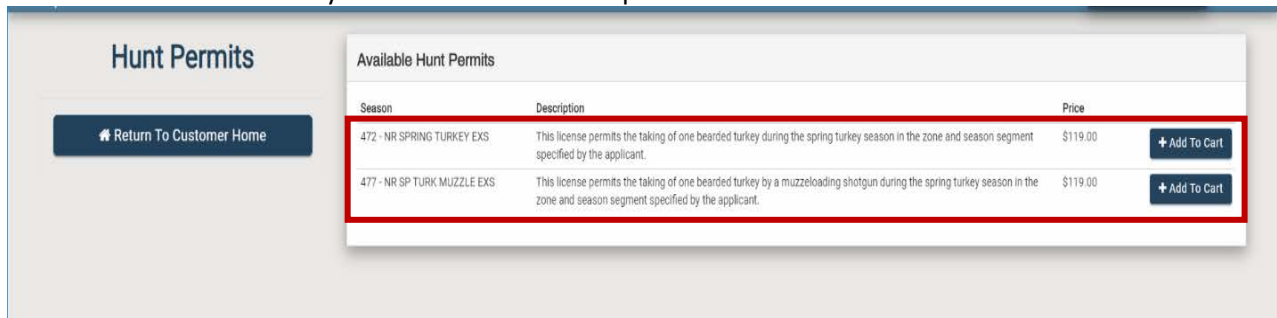 Hunt Permits
Return To Customer Home
Available Hunt Permits
Season Description Price
472 - NR SPRING TURKEY EXS This license permits the taking of one bearded turkey during the spring turkey season in the zone and season segment $119.00 + Add To Cart
specified by the applicant.
477 - NR SP TURK MUZZLE EXS This license permits the taking of one bearded turkey by a muzzeloading shotgun during the spring turkey season in the $119.00 + Add To Cart
zone and season segment specified by the applicant.